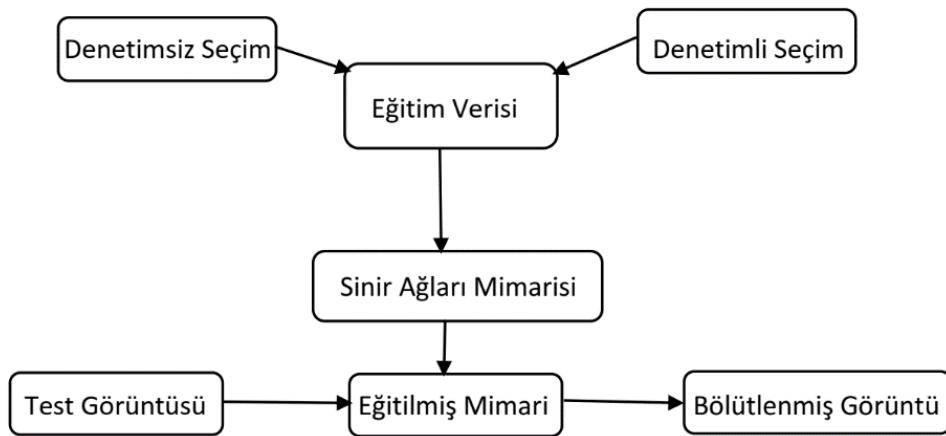 Denetimsiz Seçim
Denetimli Seçim
Eğitim Verisi
Sinir Ağları Mimarisi
Test Görüntüsü
Eğitilmiş Mimari
Bölütlenmiş Görüntü